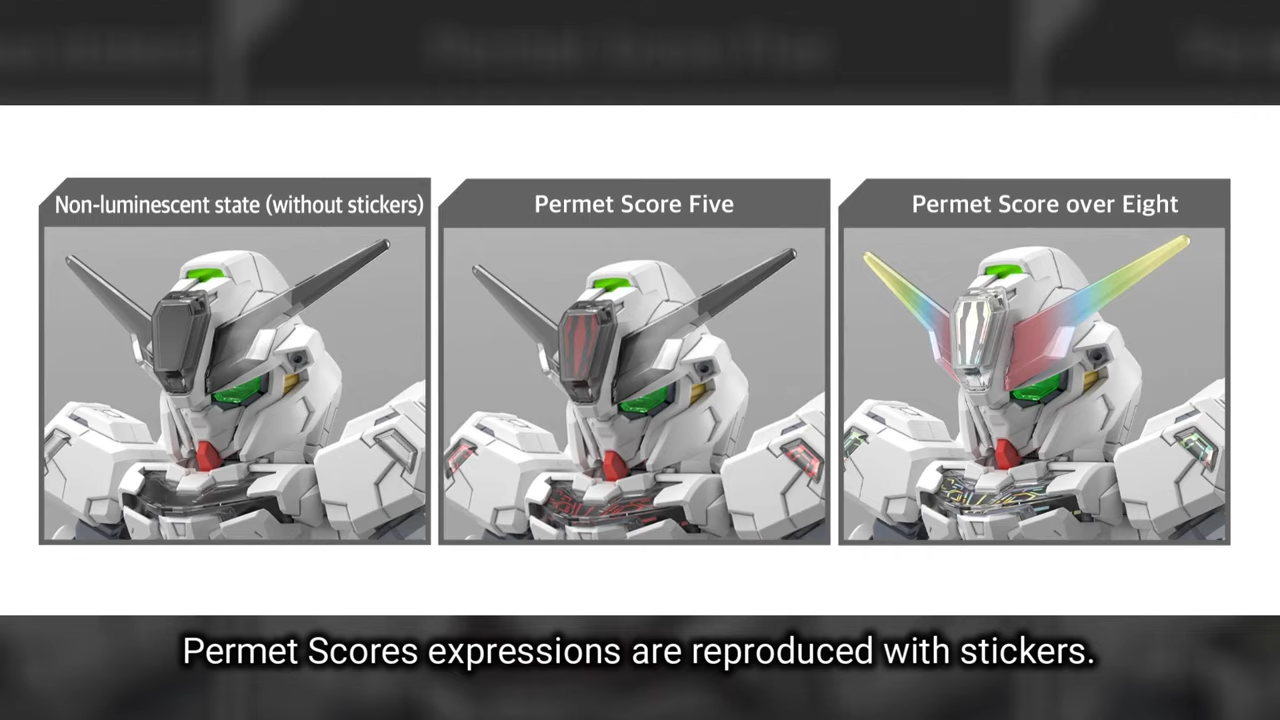 Non-luminescent state (without stickers)
Permet Score Five
Permet Score over Eight
Permet Scores expressions are reproduced with stickers.